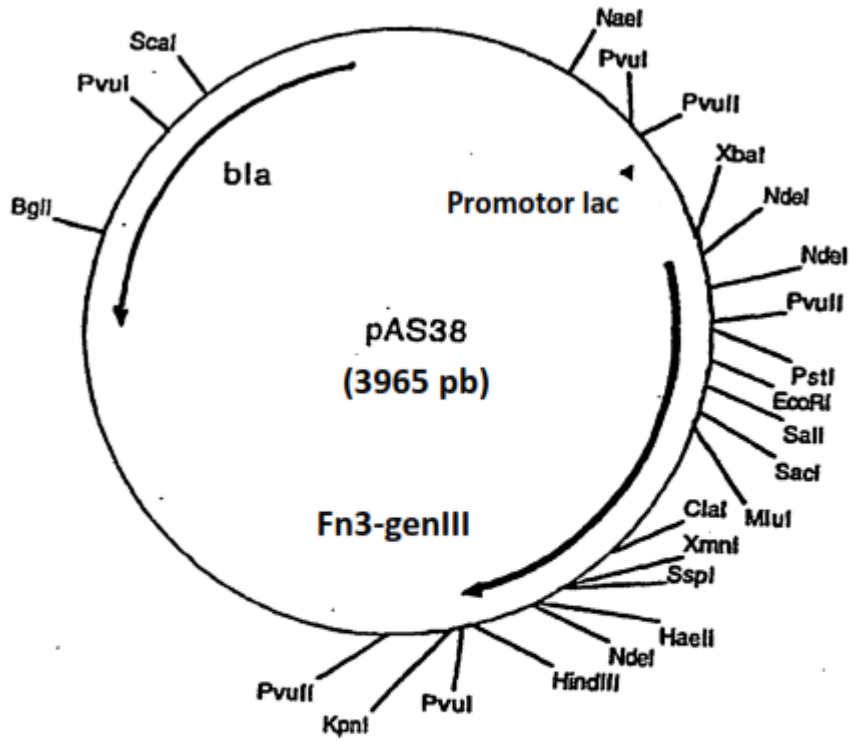 NaeI
ScaI
PvuI
PvuI
PvuII
bla
XbaI
Promotor lac
NdeI
BglI
NdeI
PvuII
pAS38
(3965 pb)
PstI
EcoRI
SalI
SacI
MluI
Fn3-genIII
ClaI
XmnI
SspI
HaeII
NdeI
HindIII
PvuII
PvuI
KpnI